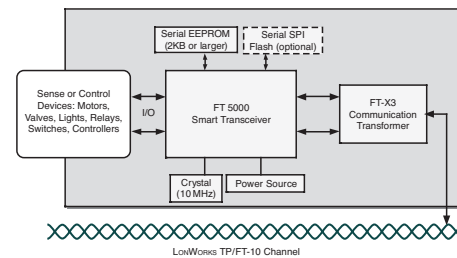 Serial EEPROM
(2KB or larger)
Serial SPI
Flash (optional)
Sense or Control
Devices: Motors,
Valves, Lights, Relays,
Switches, Controllers
I/O
FT 5000
Smart Transceiver
FT-X3
Communication
Transformer
Crystal
(10 MHz)
Power Source
LONWORKS TP/FT-10 Channel